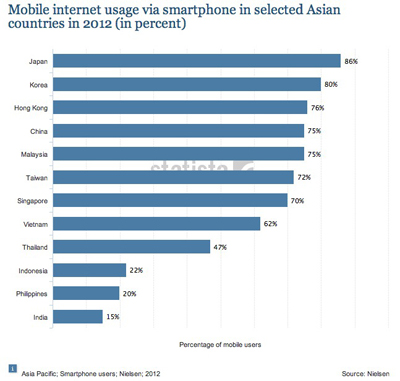 Mobile internet usage via smartphone in selected Asian
countries in 2012 (in percent)
Japan 86%
Korea 80%
Hong Kong 76%
China 75%
Malaysia 75%
statista
Taiwan 72%
Singapore 70%
Vietnam 62%
Thailand 47%
Indonesia 22%
Philippines 20%
India 15%
Percentage of mobile users
i Asia Pacific; Smartphone users; Nielsen; 2012 Source: Nielsen